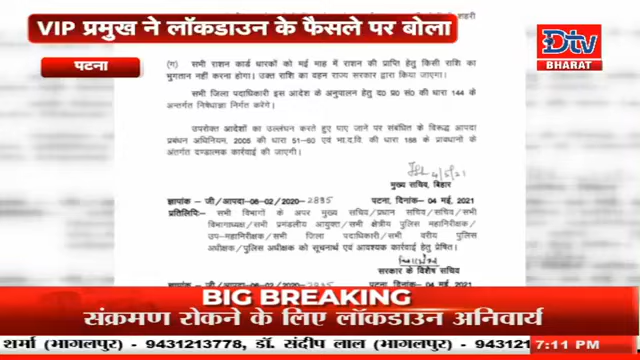 VIP प्रमुख ने लॉकडाउन के फैसले पर बोला
शहरी
Dtv
BHARAT
पटना
(ग) सभी राशन कार्ड धारकों को मई माह में राशन की प्राप्ति हेतु किसी राशि का
भुगतान नहीं करना होगा। उक्त राशि का वहन राज्य सरकार द्वारा किया जाएगा।
सभी जिला पदाधिकारी इस आदेश के अनुपालन हेतु द० प्र० सं० की धारा 144 के
अन्तर्गत निषेधाज्ञा निर्गत करेंगे।
उपरोक्त आदेशों का उल्लंघन करते हुए पाए जाने पर संबंधित के विरूद्ध आपदा
प्रबंधन अधिनियम, 2005 की धारा 51-60 एवं भा.द.वि. की धारा 188 के प्रावधानों के
अंतर्गत दण्डात्मक कार्रवाई की जाएगी।
4/5/21
मुख्य सचिव, बिहार
ज्ञापांक - जी/आपदा-06-02/2020-2835 पटना, दिनांक- 04 मई, 2021
प्रतिलिपि:- सभी विभागों के अपर मुख्य सचिव/प्रधान सचिव/सचिव/सभी
विभागाध्यक्ष/सभी प्रमंडलीय आयुक्त/सभी क्षेत्रीय पुलिस महानिरीक्षक/
उप-महानिरीक्षक/सभी जिला पदाधिकारी/सभी वरीय पुलिस
अधीक्षक/पुलिस अधीक्षक को सूचनार्थ एवं आवश्यक कार्रवाई हेतु प्रेषित।
सरकार के विशेष सचिव
BIG BREAKING
संक्रमण रोकने के लिए लॉकडाउन अनिवार्य
शर्मा (भागलपुर) - 9431213778, डॉ. संदीप लाल (भागलपुर) - 943121 7:11 PM